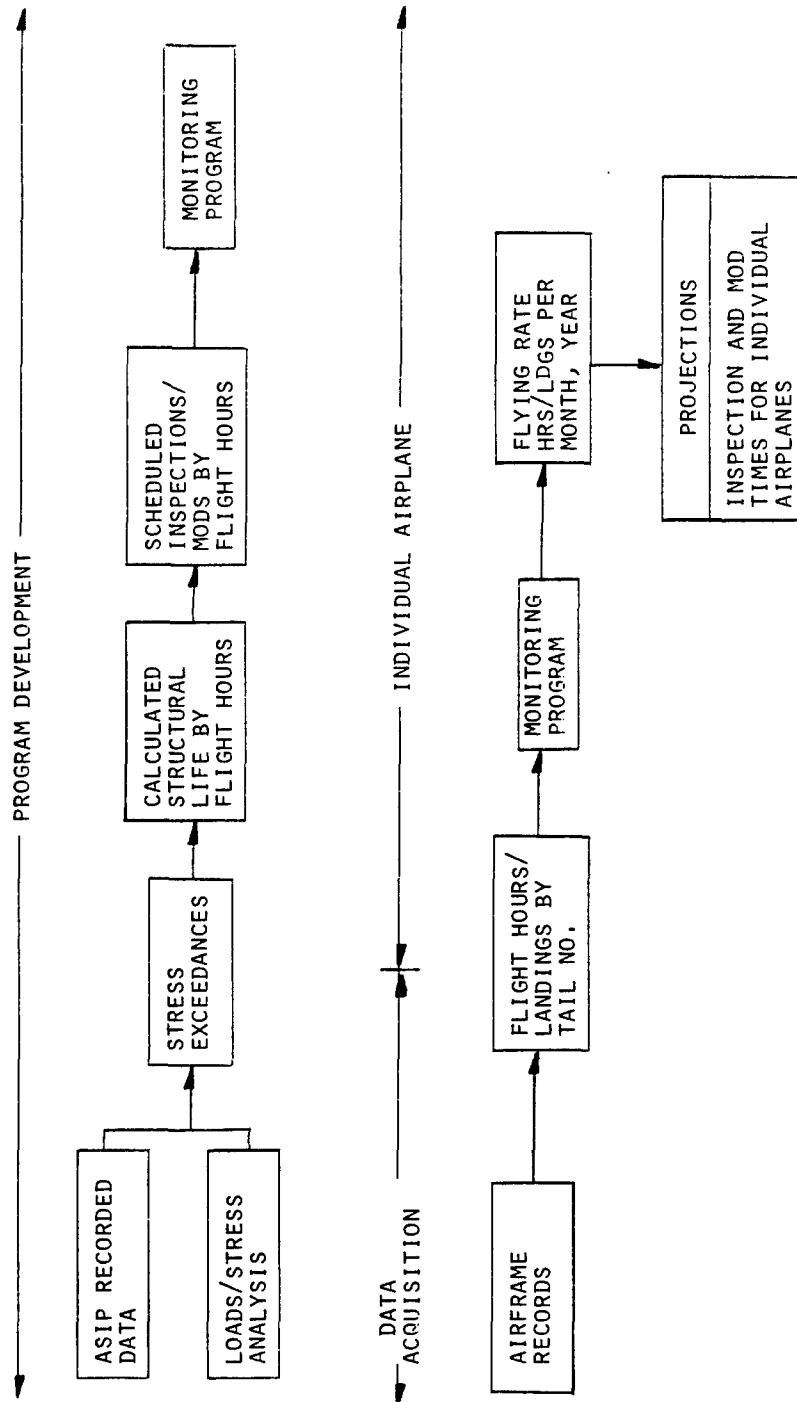 PROGRAM DEVELOPMENT
ASIP RECORDED
DATA
LOADS/STRESS
ANALYSIS
STRESS
EXCEEDANCES
CALCULATED
STRUCTURAL
LIFE BY
FLIGHT HOURS
SCHEDULED
INSPECTIONS/
MODS BY
FLIGHT HOURS
MONITORING
PROGRAM
DATA
ACQUISITION
INDIVIDUAL AIRPLANE
AIRFRAME
RECORDS
FLIGHT HOURS/
LANDINGS BY
TAIL NO.
MONITORING
PROGRAM
FLYING RATE
HRS/LDGS PER
MONTH, YEAR
PROJECTIONS
INSPECTION AND MOD
TIMES FOR INDIVIDUAL
AIRPLANES